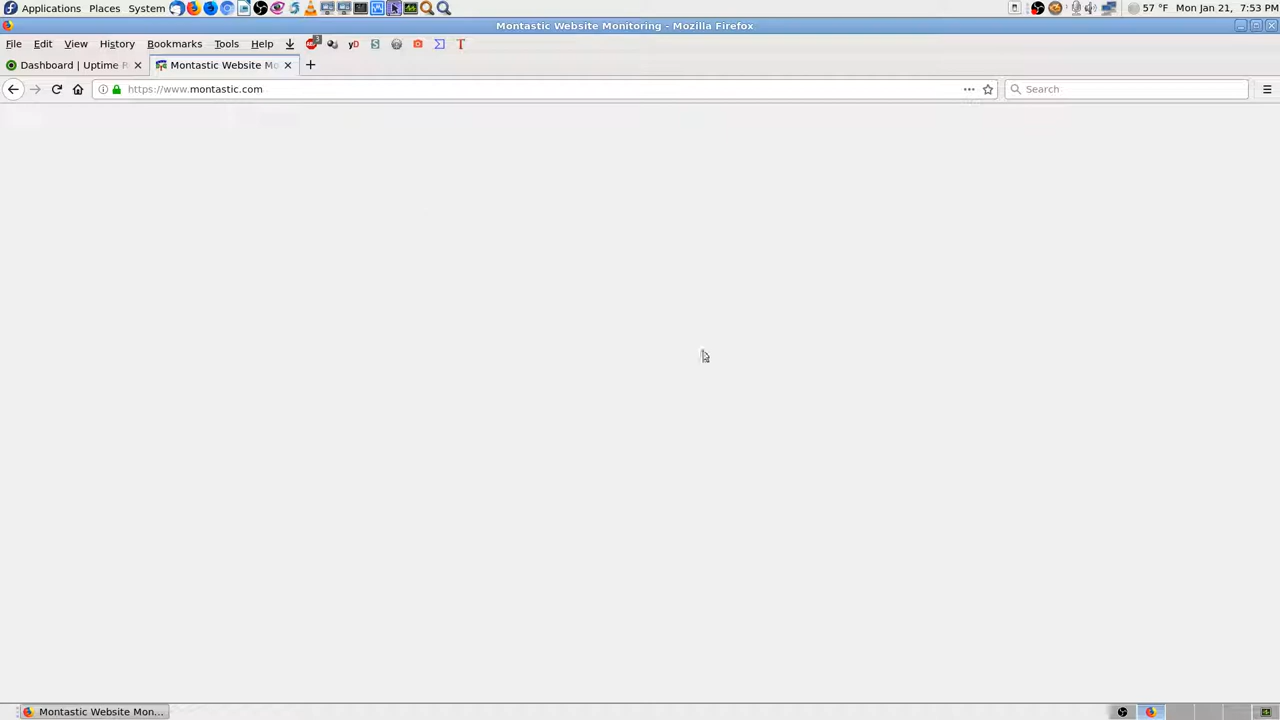 Applications Places System 57 °F Mon Jan 21, 7:53 PM
Montastic Website Monitoring - Mozilla Firefox
File Edit View History Bookmarks Tools Help
Dashboard | Uptime R Montastic Website Mo
https://www.montastic.com Search
Montastic Website Mon...